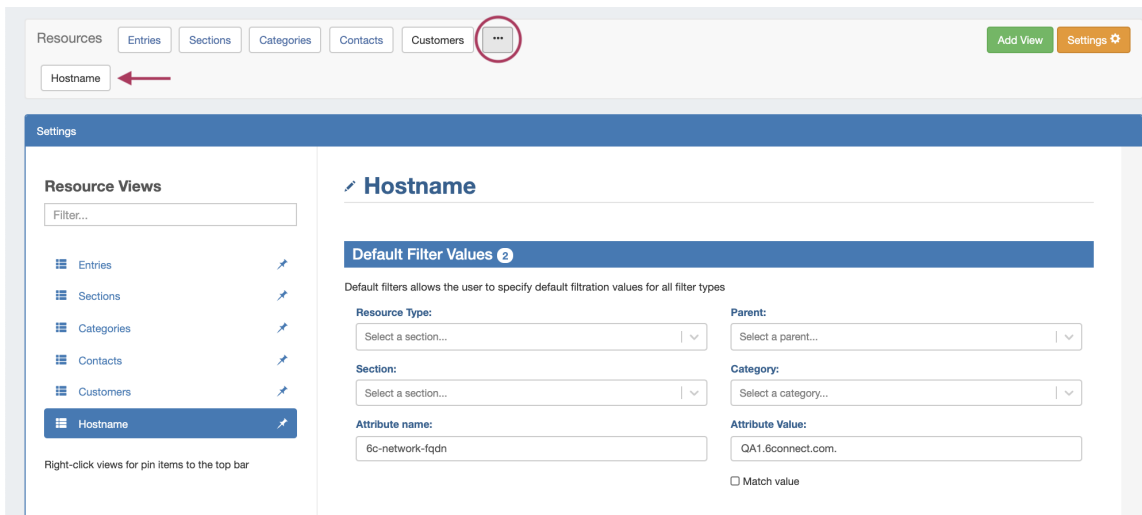 Resources Entries Sections Categories Contacts Customers ... Add View Settings
Hostname
Settings
Resource Views
Filter...
Entries
Sections
Categories
Contacts
Customers
Hostname
Right-click views for pin items to the top bar
Hostname
Default Filter Values 2
Default filters allows the user to specify default filtration values for all filter types
Resource Type: Parent:
Select a section... Select a parent...
Section: Category:
Select a section... Select a category...
Attribute name: Attribute Value:
6c-network-fqdn QA1.6connect.com.
Match value